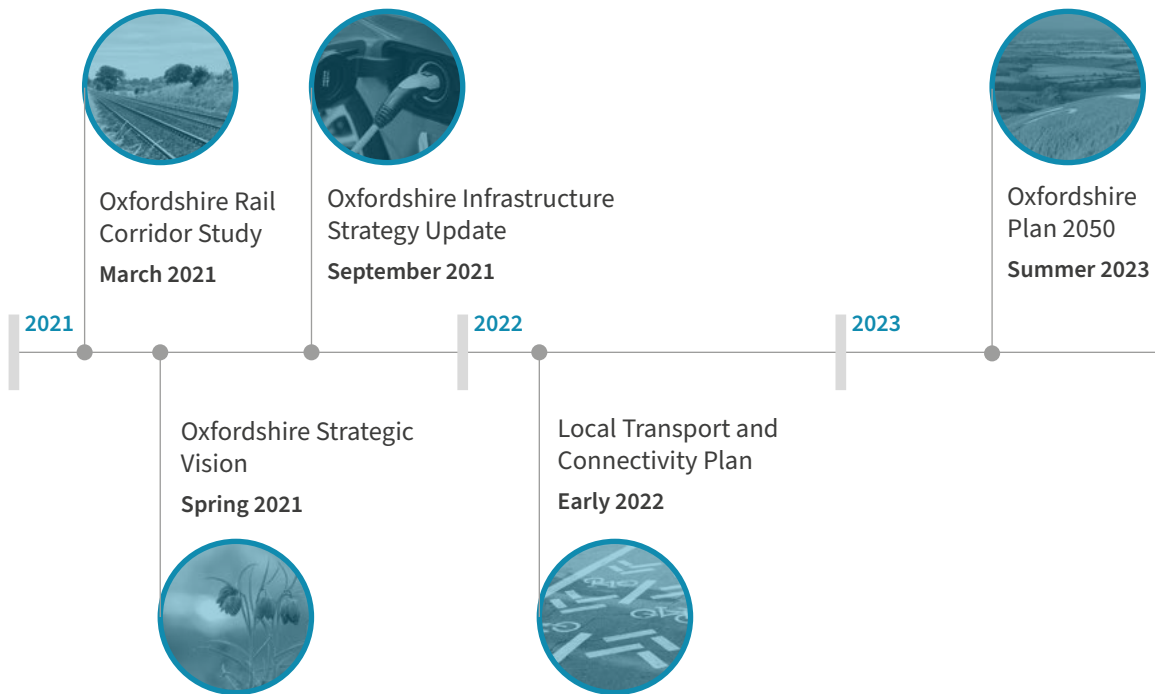 Oxfordshire Rail
Corridor Study
March 2021
Oxfordshire Infrastructure
Strategy Update
September 2021
Oxfordshire
Plan 2050
Summer 2023
2021
2022
2023
Oxfordshire Strategic
Vision
Spring 2021
Local Transport and
Connectivity Plan
Early 2022